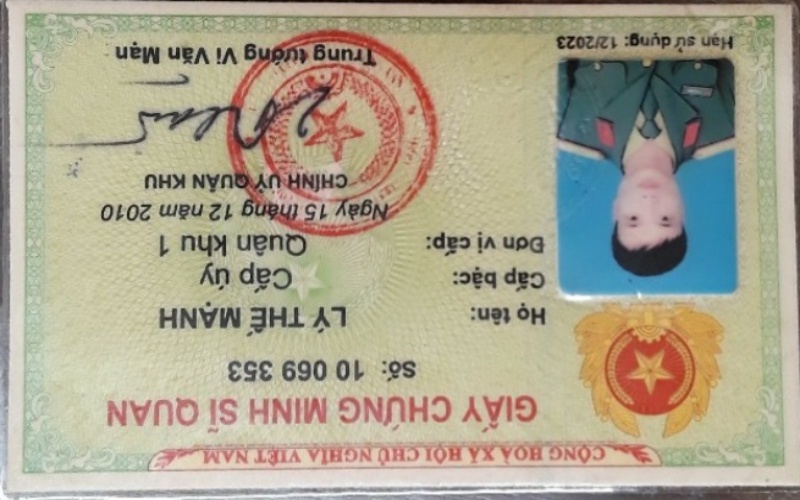 CỘNG HOÀ XÃ HỘI CHỦ NGHĨA VIỆT NAM
GIẤY CHỨNG MINH SĨ QUAN
Số: 10 069 353
Họ tên: LÝ THẾ MẠNH
Cấp bậc: Cấp úy
Đơn vị cấp: Quân khu 1
Ngày 15 tháng 12 năm 2010
CHÍNH UỶ QUÂN KHU
Trung tướng Vi Văn Mạn
Hạn sử dụng: 12/2023